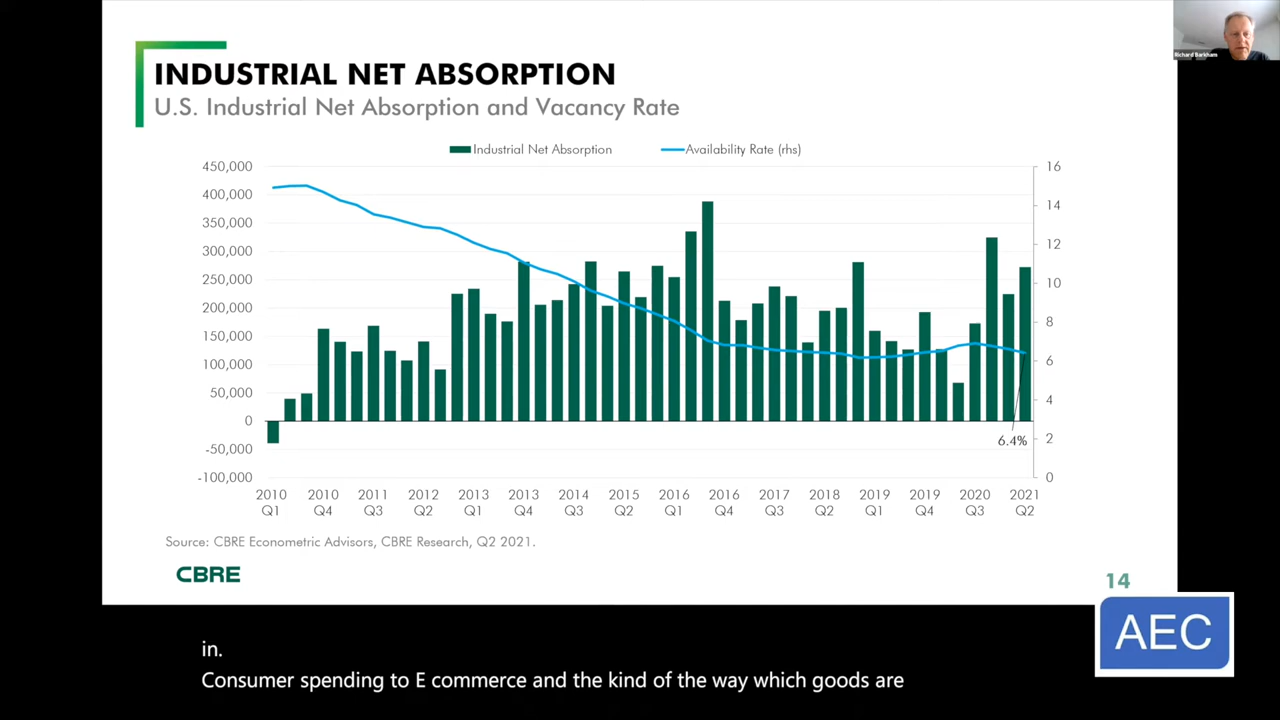 Richard Barkham
INDUSTRIAL NET ABSORPTION
U.S. Industrial Net Absorption and Vacancy Rate
Industrial Net Absorption Availability Rate (rhs)
450,000 16
400,000 14
350,000
300,000 12
250,000 10
200,000 8
150,000
100,000 6
50,000 4
0
-50,000 2
6.4%
-100,000 0
2010 2010 2011 2012 2013 2013 2014 2015 2016 2016 2017 2018 2019 2019 2020 2021
Q1 Q4 Q3 Q2 Q1 Q4 Q3 Q2 Q1 Q4 Q3 Q2 Q1 Q4 Q3 Q2
Source: CBRE Econometric Advisors, CBRE Research, Q2 2021.
CBRE
14
AEC
in.
Consumer spending to E commerce and the kind of the way which goods are